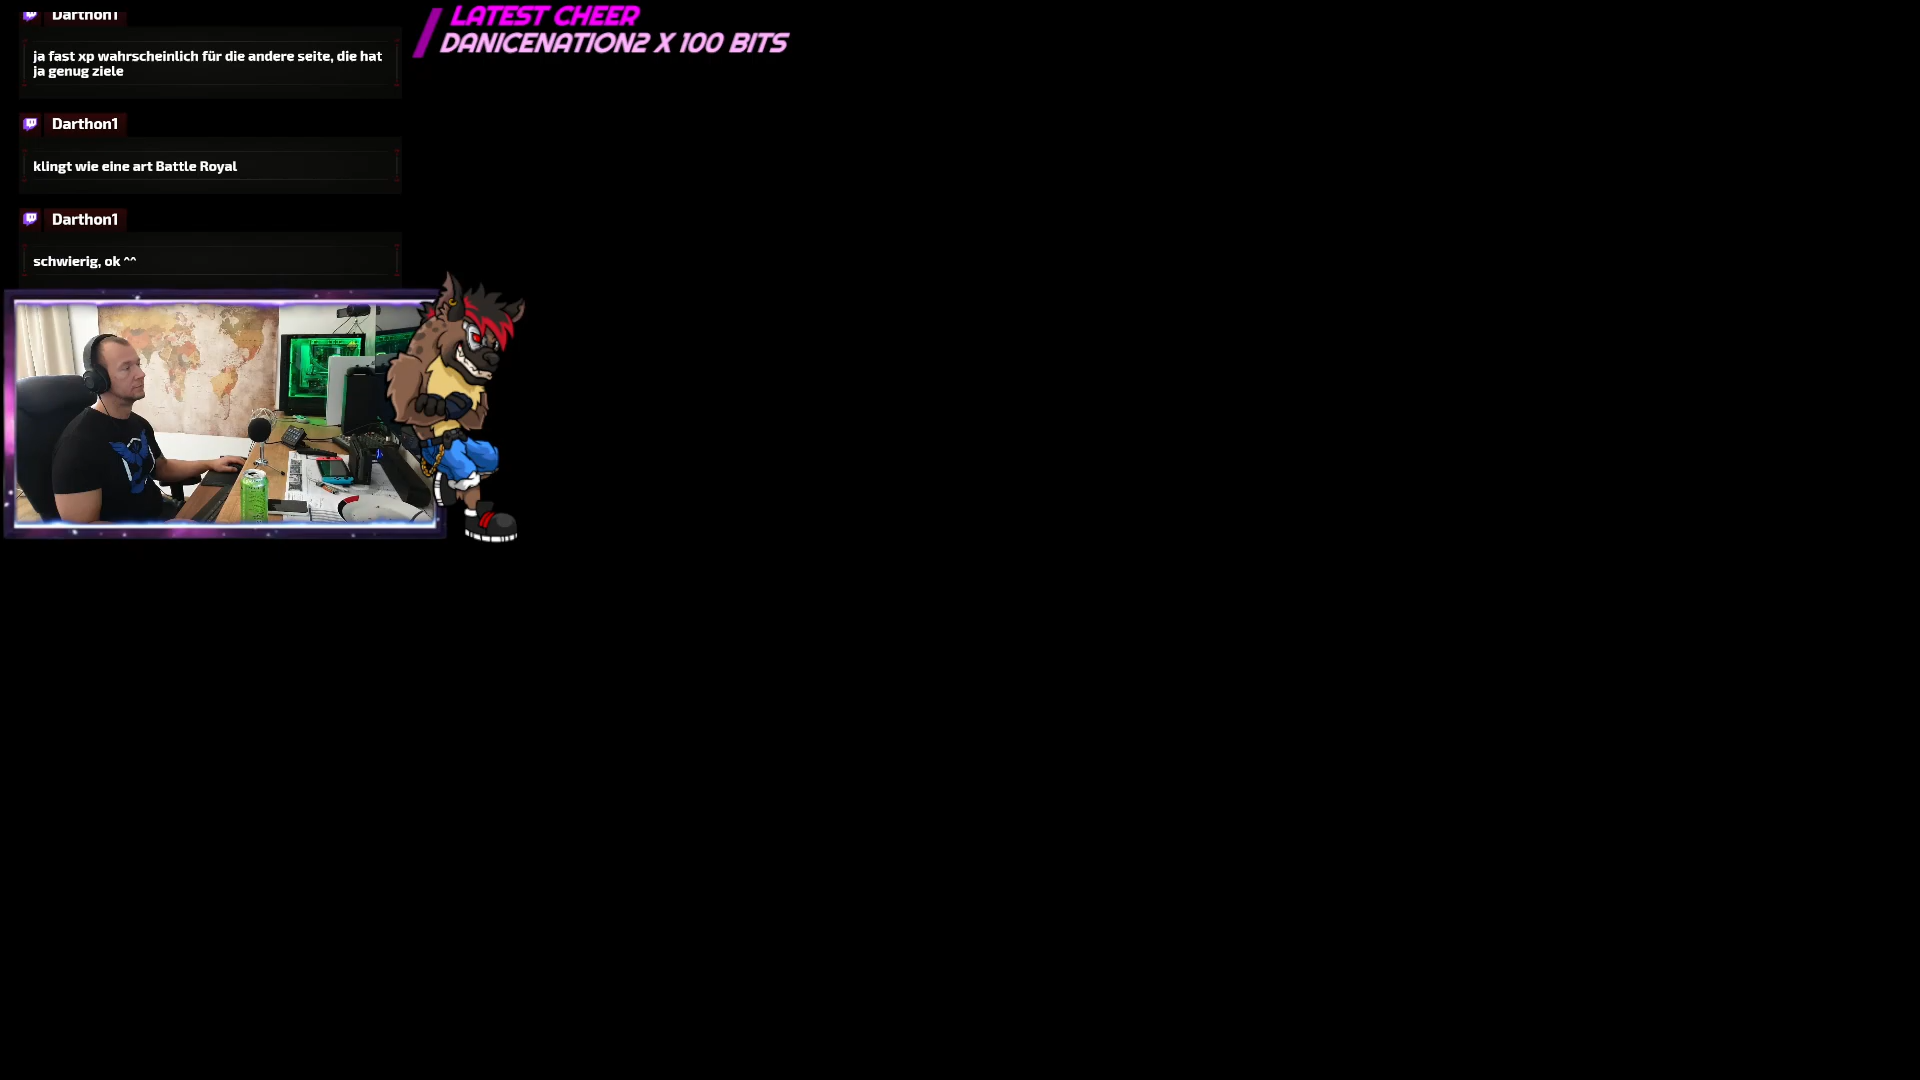 Darthon1
ja fast xp wahrscheinlich für die andere seite, die hat
ja genug ziele
Darthon1
klingt wie eine art Battle Royal
Darthon1
schwierig, ok ^^
LATEST CHEER
DANICENATION2 X 100 BITS